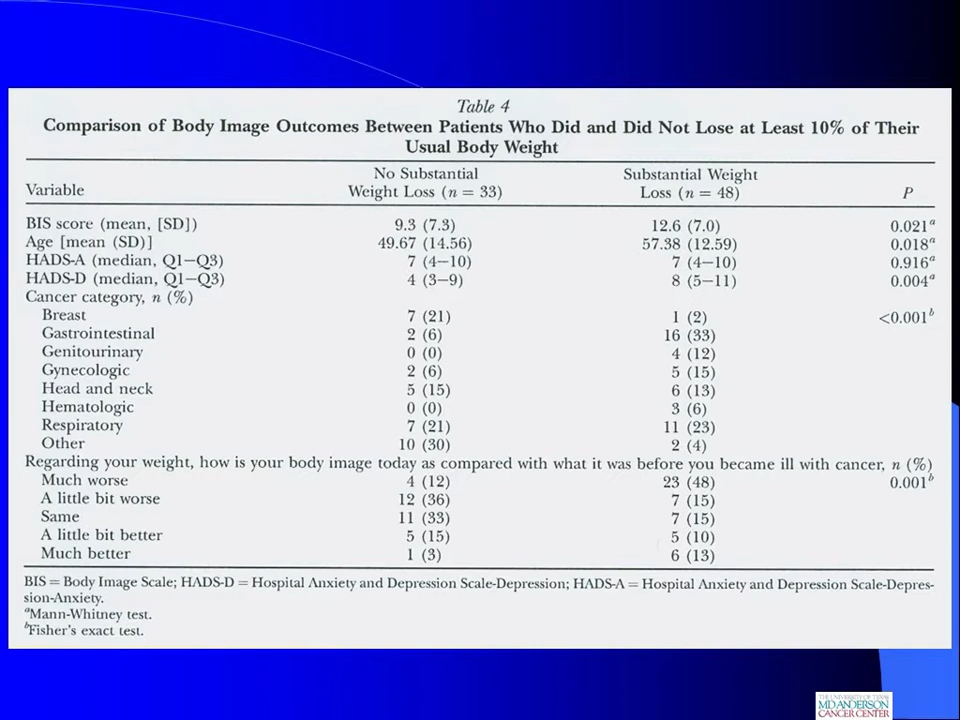 Table 4
Comparison of Body Image Outcomes Between Patients Who Did and Did Not Lose at Least 10% of Their
Usual Body Weight
Variable No Substantial Weight Loss (n = 33) Substantial Weight Loss (n = 48) P
BIS score (mean, [SD]) 9.3 (7.3) 12.6 (7.0) 0.021a
Age [mean (SD)] 49.67 (14.56) 57.38 (12.59) 0.018a
HADS-A (median, Q1–Q3) 7 (4–10) 7 (4–10) 0.916a
HADS-D (median, Q1–Q3) 4 (3–9) 8 (5–11) 0.004a
Cancer category, n (%)
Breast 7 (21) 1 (2) <0.001b
Gastrointestinal 2 (6) 16 (33)
Genitourinary 0 (0) 4 (12)
Gynecologic 2 (6) 5 (15)
Head and neck 5 (15) 6 (13)
Hematologic 0 (0) 3 (6)
Respiratory 7 (21) 11 (23)
Other 10 (30) 2 (4)
Regarding your weight, how is your body image today as compared with what it was before you became ill with cancer, n (%)
Much worse 4 (12) 23 (48) 0.001b
A little bit worse 12 (36) 7 (15)
Same 11 (33) 7 (15)
A little bit better 5 (15) 5 (10)
Much better 1 (3) 6 (13)
BIS = Body Image Scale; HADS-D = Hospital Anxiety and Depression Scale-Depression; HADS-A = Hospital Anxiety and Depression Scale-Depres-
sion-Anxiety.
aMann-Whitney test.
bFisher's exact test.
THE UNIVERSITY OF TEXAS
MD ANDERSON
CANCER CENTER